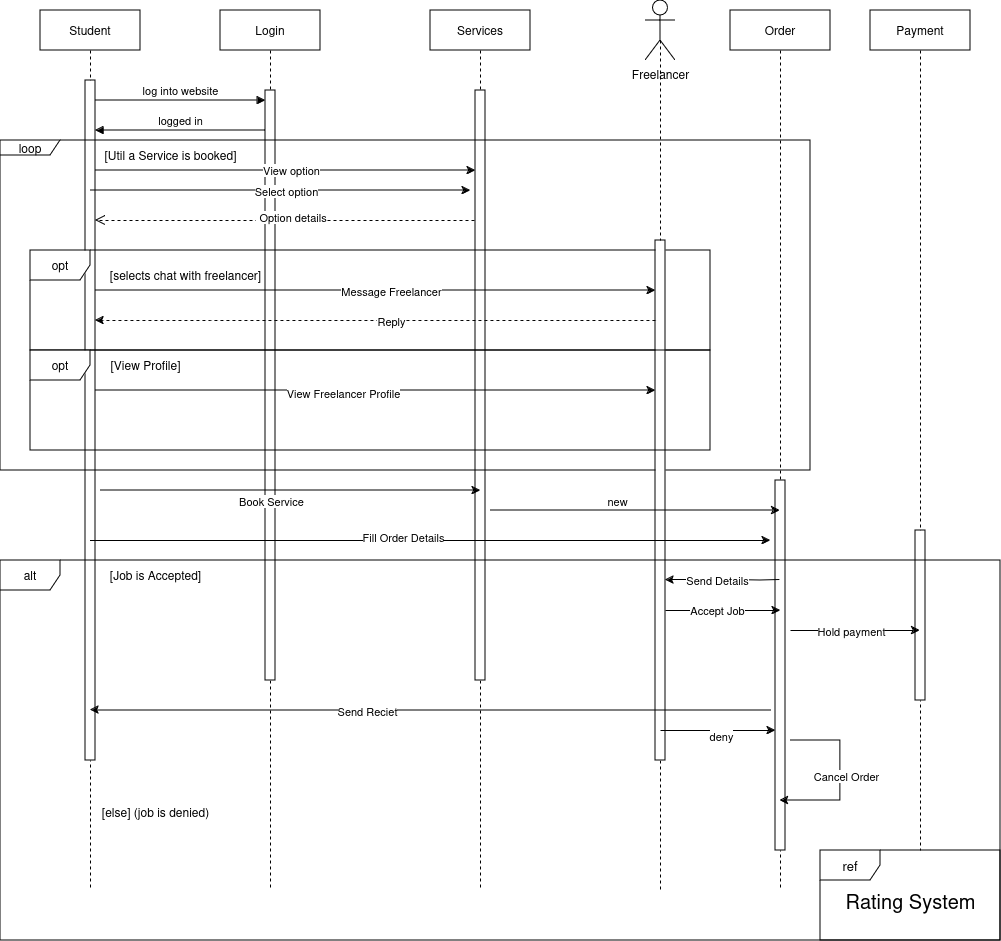 Student
Login
Services
Freelancer
Order
Payment
log into website
logged in
loop
[Util a Service is booked]
View option
Select option
Option details
opt
[selects chat with freelancer]
Message Freelancer
Reply
opt
[View Profile]
View Freelancer Profile
Book Service
new
Fill Order Details
alt
[Job is Accepted]
Send Details
Accept Job
Hold payment
Send Reciet
deny
Cancel Order
[else] (job is denied)
ref
Rating System